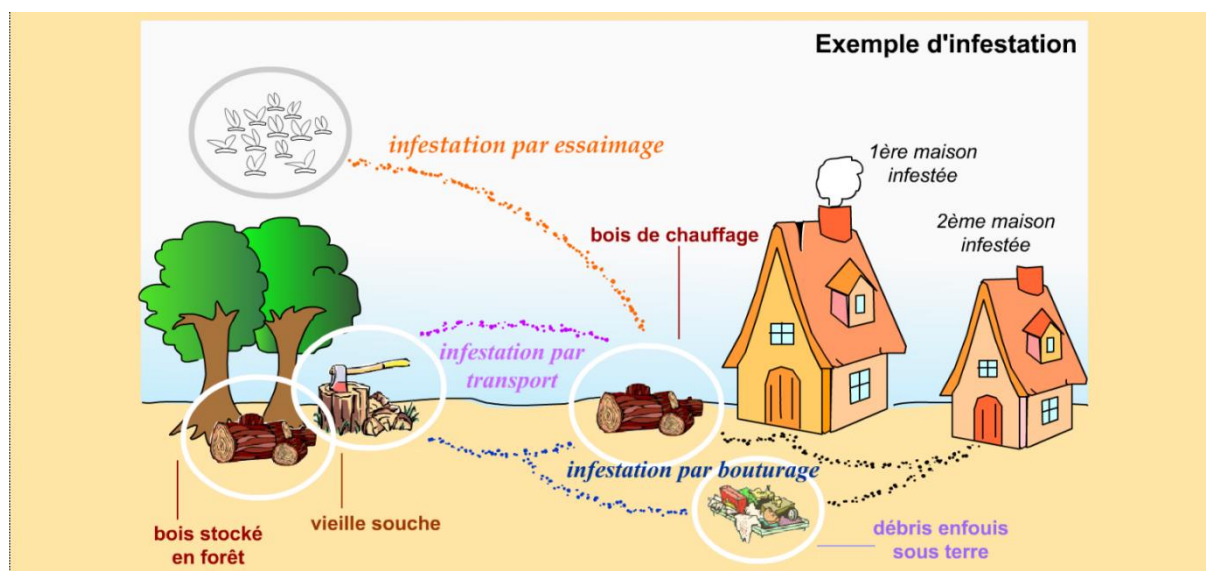 Exemple d'infestation
infestation par essaimage
1ère maison
infestée
2ème maison
infestée
bois de chauffage
infestation par
transport
infestation par bouturage
vieille souche
bois stocké
en forêt
débris enfouis
sous terre